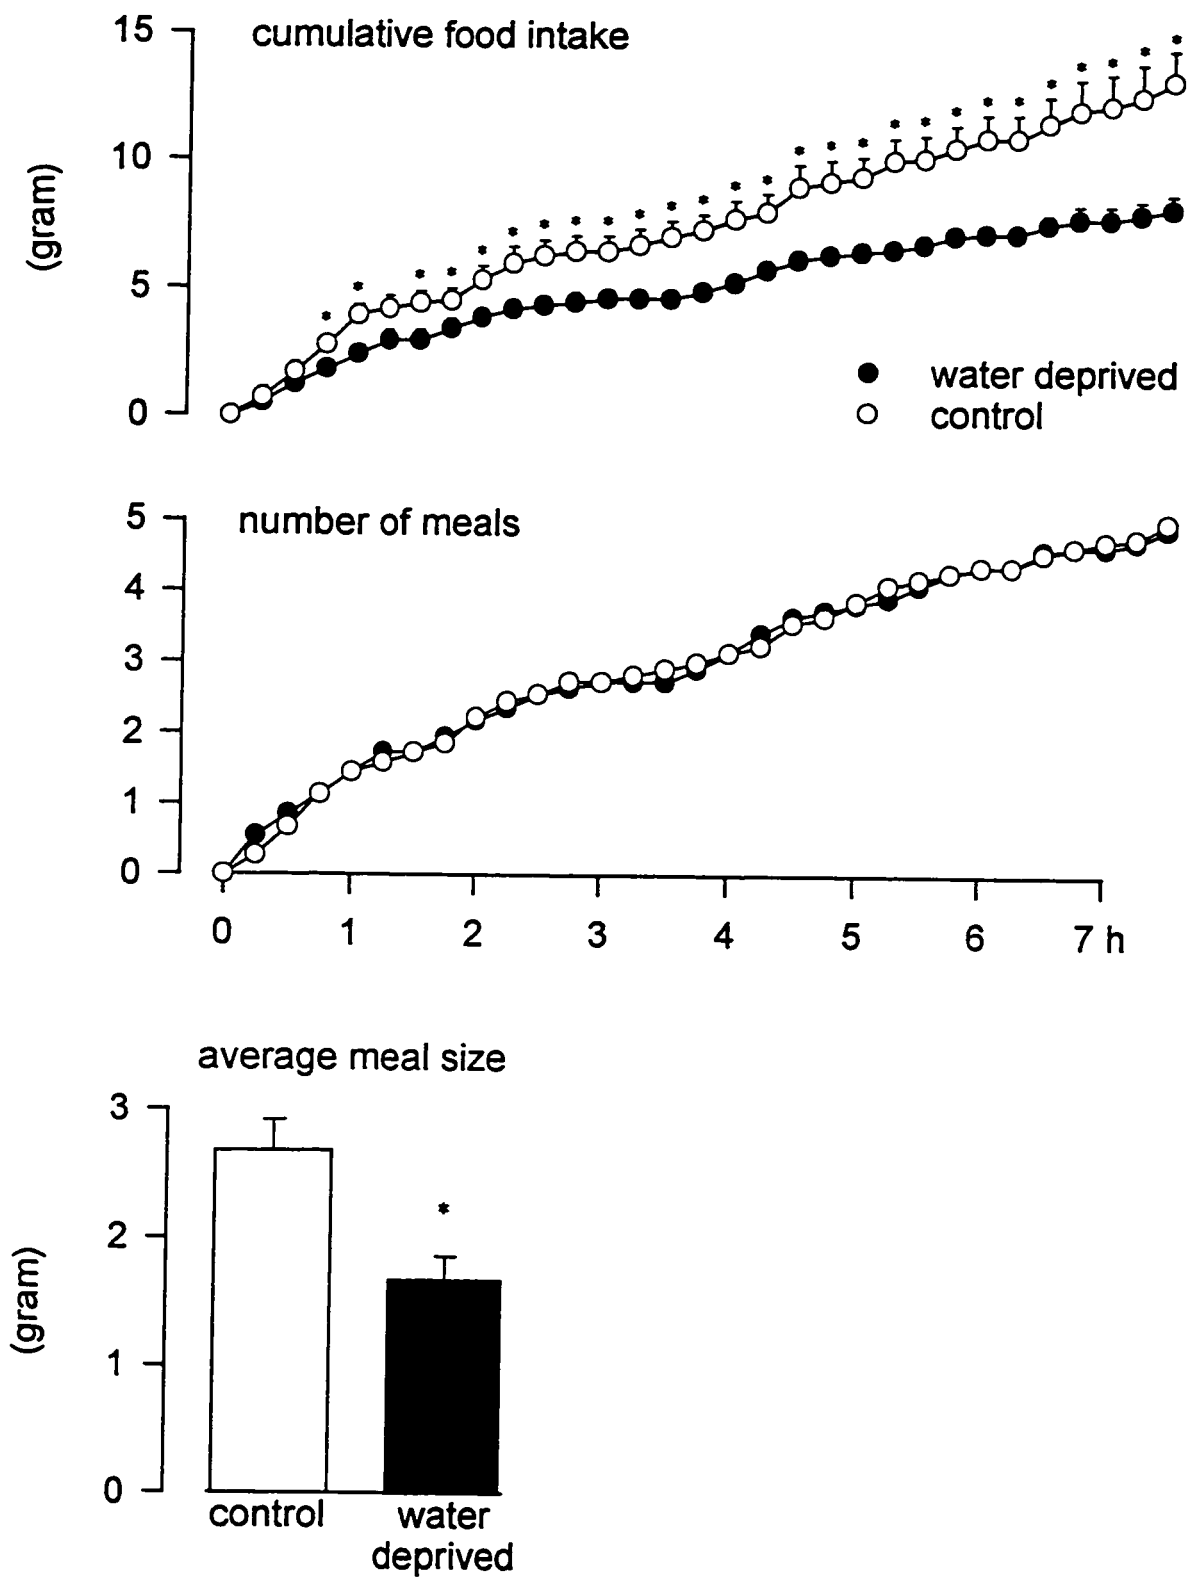 15 cumulative food intake
* * * * * * * * * * * * * * * * * * * * * * * * * *
10
(gram)
5
0
water deprived
control
5 number of meals
4
3
2
1
0
0 1 2 3 4 5 6 7 h
average meal size
3
*
2
(gram)
1
0
control water
deprived